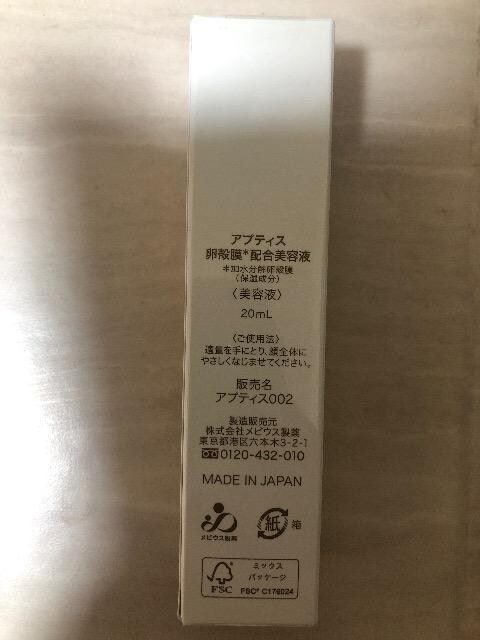 アプティス
卵殻膜*配合美容液
*加水分解卵殻膜
(保湿成分)
〈美容液〉
20mL
〈ご使用法〉
適量を手にとり、顔全体に
やさしくなじませてください。
販売名
アプティス002
製造販売元
株式会社メビウス製薬
東京都港区六本木3-2-1
0120-432-010
MADE IN JAPAN
メビウス製薬
紙 箱
FSC
ミックス
パッケージ
FSC® C176024